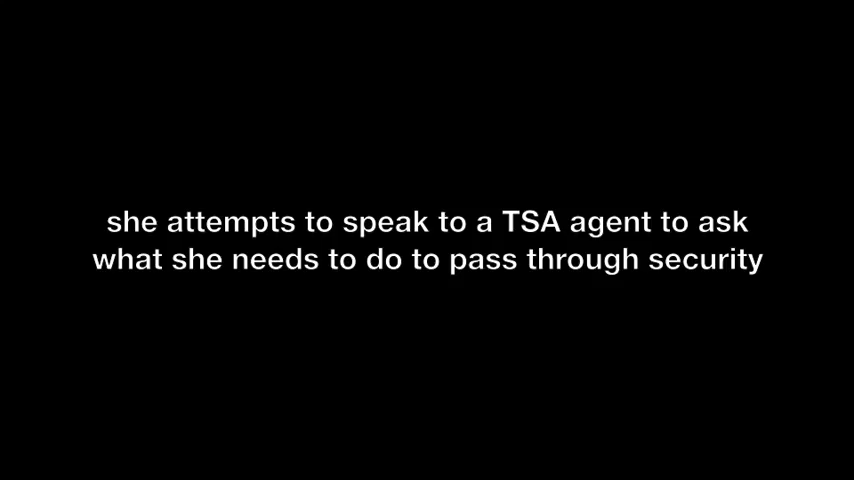 she attempts to speak to a TSA agent to ask
what she needs to do to pass through security